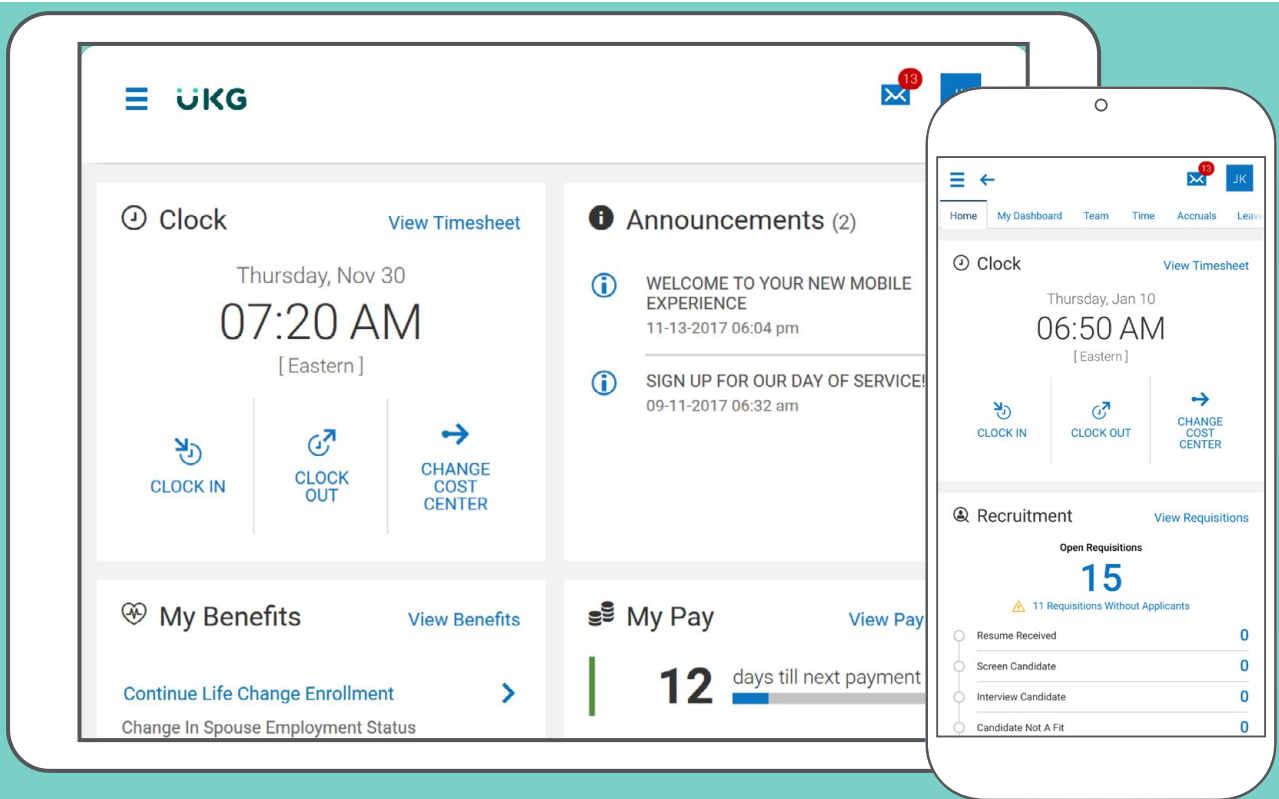 UKG
13
Clock
View Timesheet
Thursday, Nov 30
07:20 AM
[ Eastern ]
CLOCK IN
CLOCK
OUT
CHANGE
COST
CENTER
Announcements (2)
WELCOME TO YOUR NEW MOBILE
EXPERIENCE
11-13-2017 06:04 pm
SIGN UP FOR OUR DAY OF SERVICE!
09-11-2017 06:32 am
My Benefits
View Benefits
Continue Life Change Enrollment
Change In Spouse Employment Status
My Pay
View Pay
12
days till next payment
13
JK
Home
My Dashboard
Team
Time
Accruals
Leave
Clock
View Timesheet
Thursday, Jan 10
06:50 AM
[ Eastern ]
CLOCK IN
CLOCK OUT
CHANGE
COST
CENTER
Recruitment
View Requisitions
Open Requisitions
15
11 Requisitions Without Applicants
Resume Received 0
Screen Candidate 0
Interview Candidate 0
Candidate Not A Fit 0